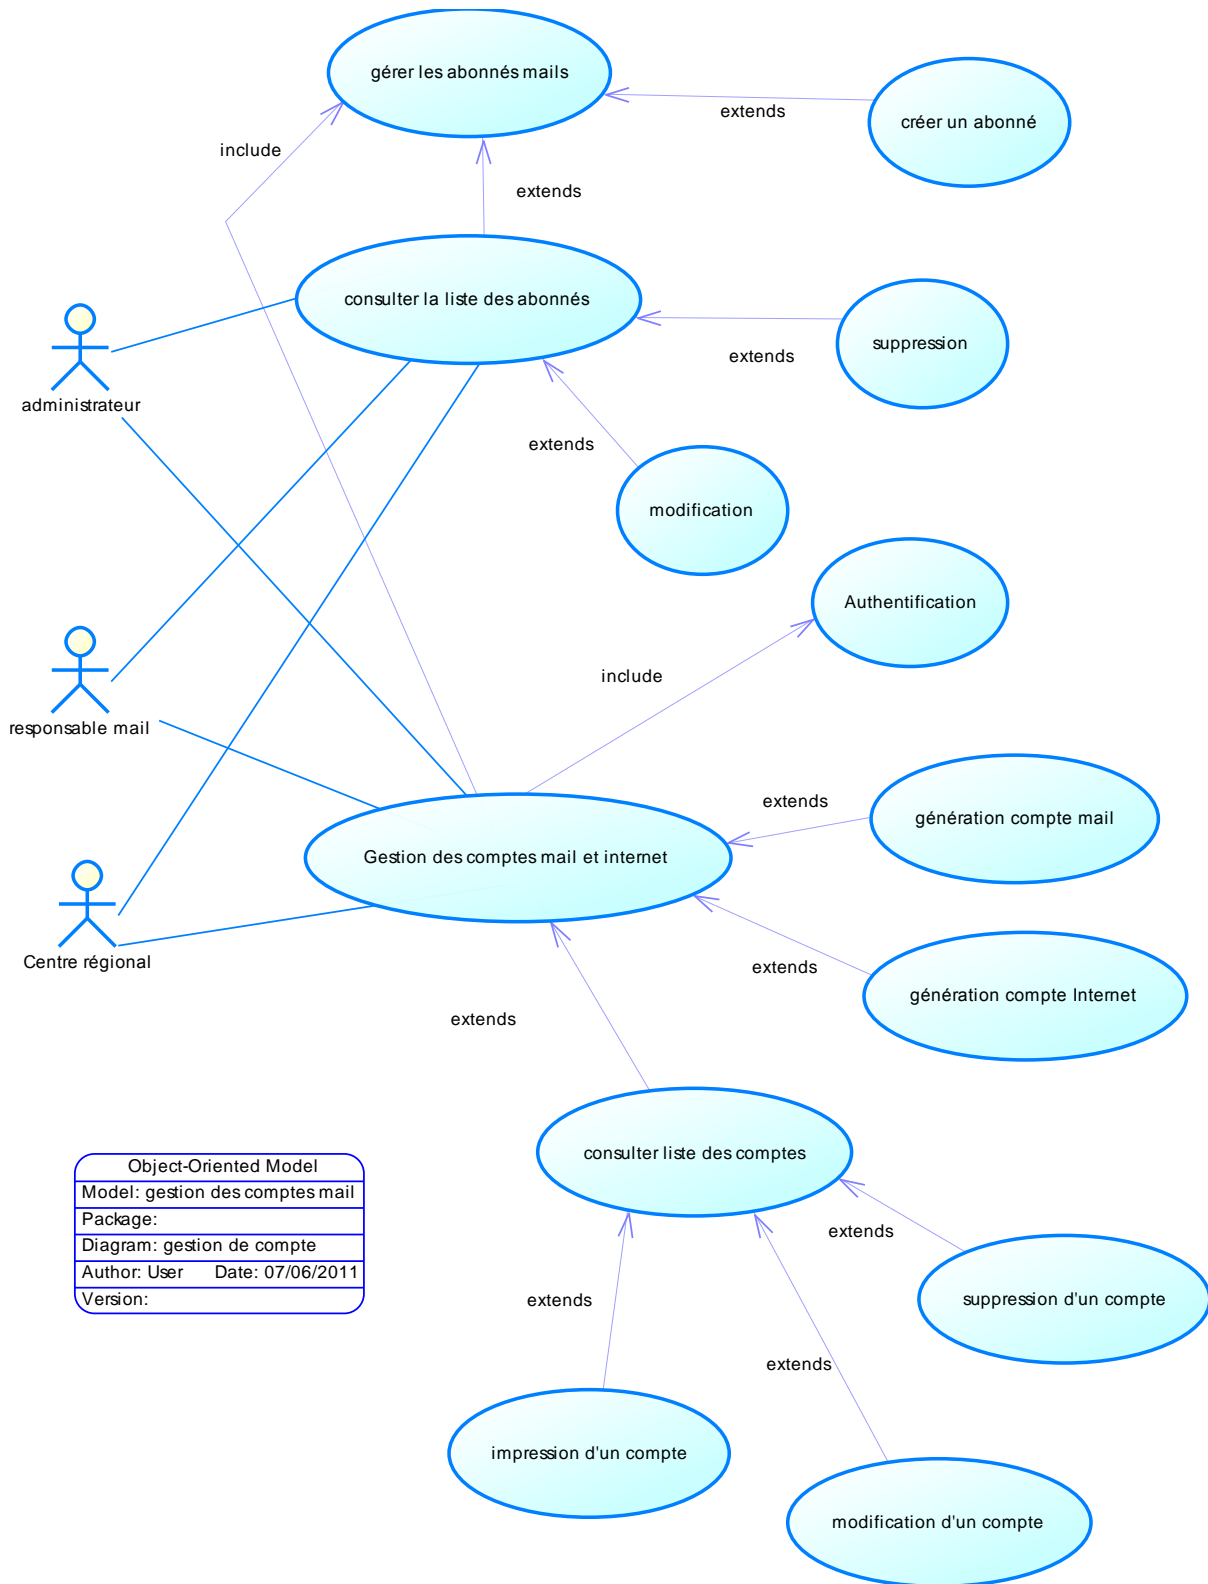 gérer les abonnés mails
extends
créer un abonné
include
extends
consulter la liste des abonnés
suppression
extends
administrateur
extends
modification
Authentification
include
responsable mail
extends
génération compte mail
Gestion des comptes mail et internet
Centre régional
extends
génération compte Internet
extends
consulter liste des comptes
Object-Oriented Model
Model: gestion des comptes mail
Package:
Diagram: gestion de compte
Author: User Date: 07/06/2011
Version:
extends
suppression d'un compte
extends
extends
impression d'un compte
modification d'un compte